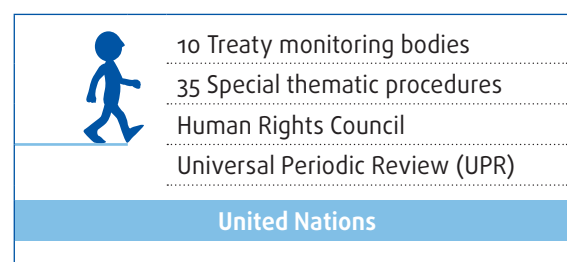 10 Treaty monitoring bodies
35 Special thematic procedures
Human Rights Council
Universal Periodic Review (UPR)
United Nations